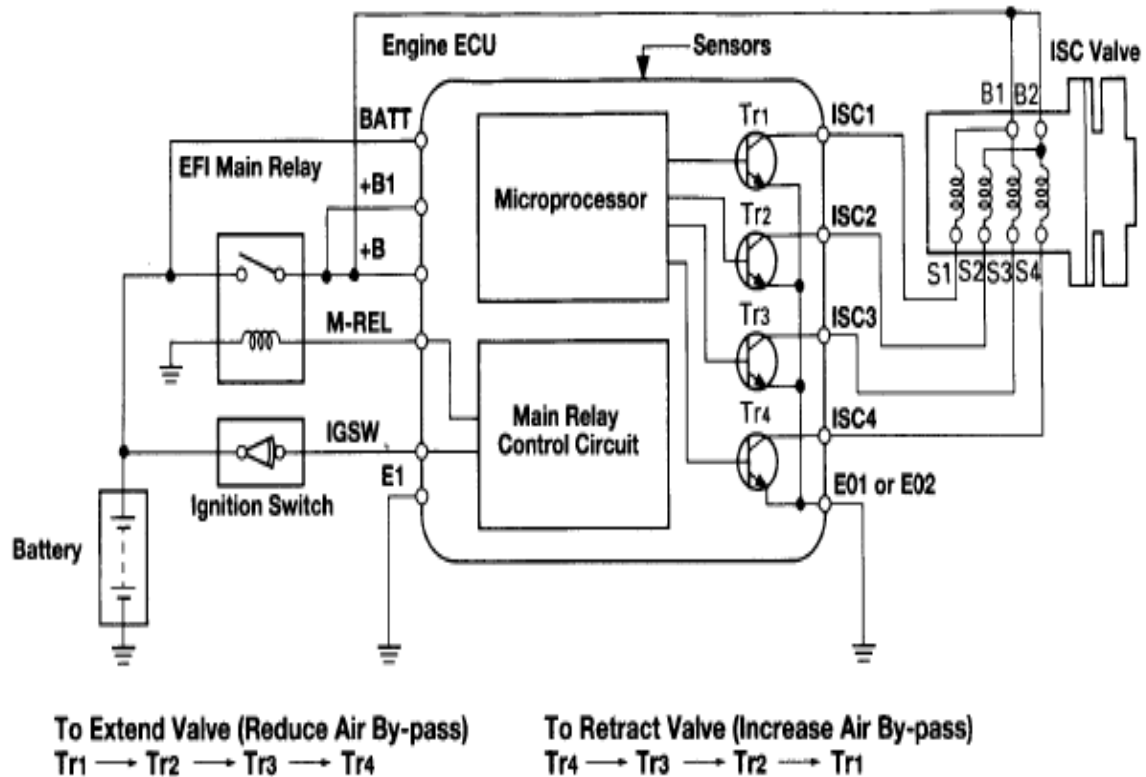 Engine ECU
Sensors
ISC Valve
BATT
EFI Main Relay
+B1
+B
M-REL
IGSW
E1
Ignition Switch
Battery
Microprocessor
Main Relay
Control Circuit
Tr1
Tr2
Tr3
Tr4
ISC1
ISC2
ISC3
ISC4
E01 or E02
B1 B2
S1 S2 S3 S4
To Extend Valve (Reduce Air By-pass)
Tr1 → Tr2 → Tr3 → Tr4
To Retract Valve (Increase Air By-pass)
Tr4 → Tr3 → Tr2 → Tr1